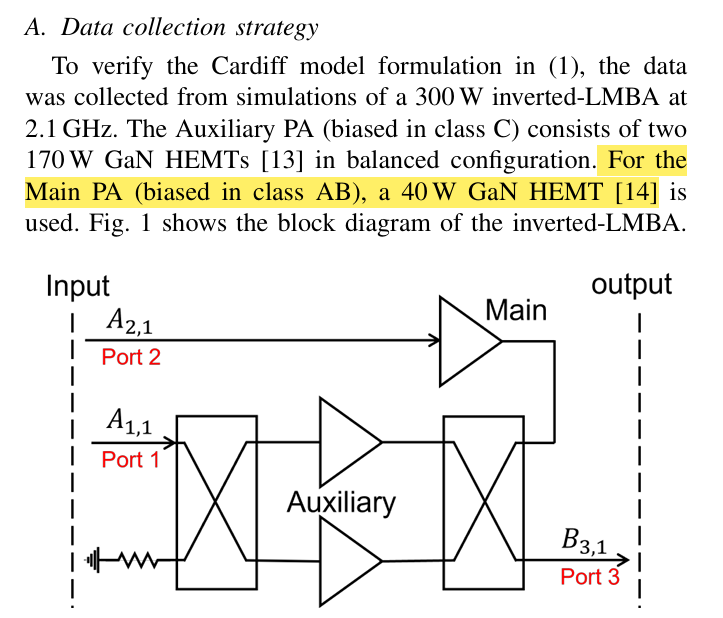 A. Data collection strategy
To verify the Cardiff model formulation in (1), the data
was collected from simulations of a 300 W inverted-LMBA at
2.1 GHz. The Auxiliary PA (biased in class C) consists of two
170 W GaN HEMTs [13] in balanced configuration. For the
Main PA (biased in class AB), a 40 W GaN HEMT [14] is
used. Fig. 1 shows the block diagram of the inverted-LMBA.
Input
output
A2,1
Main
Port 2
A1,1
Port 1
Auxiliary
B3,1
Port 3